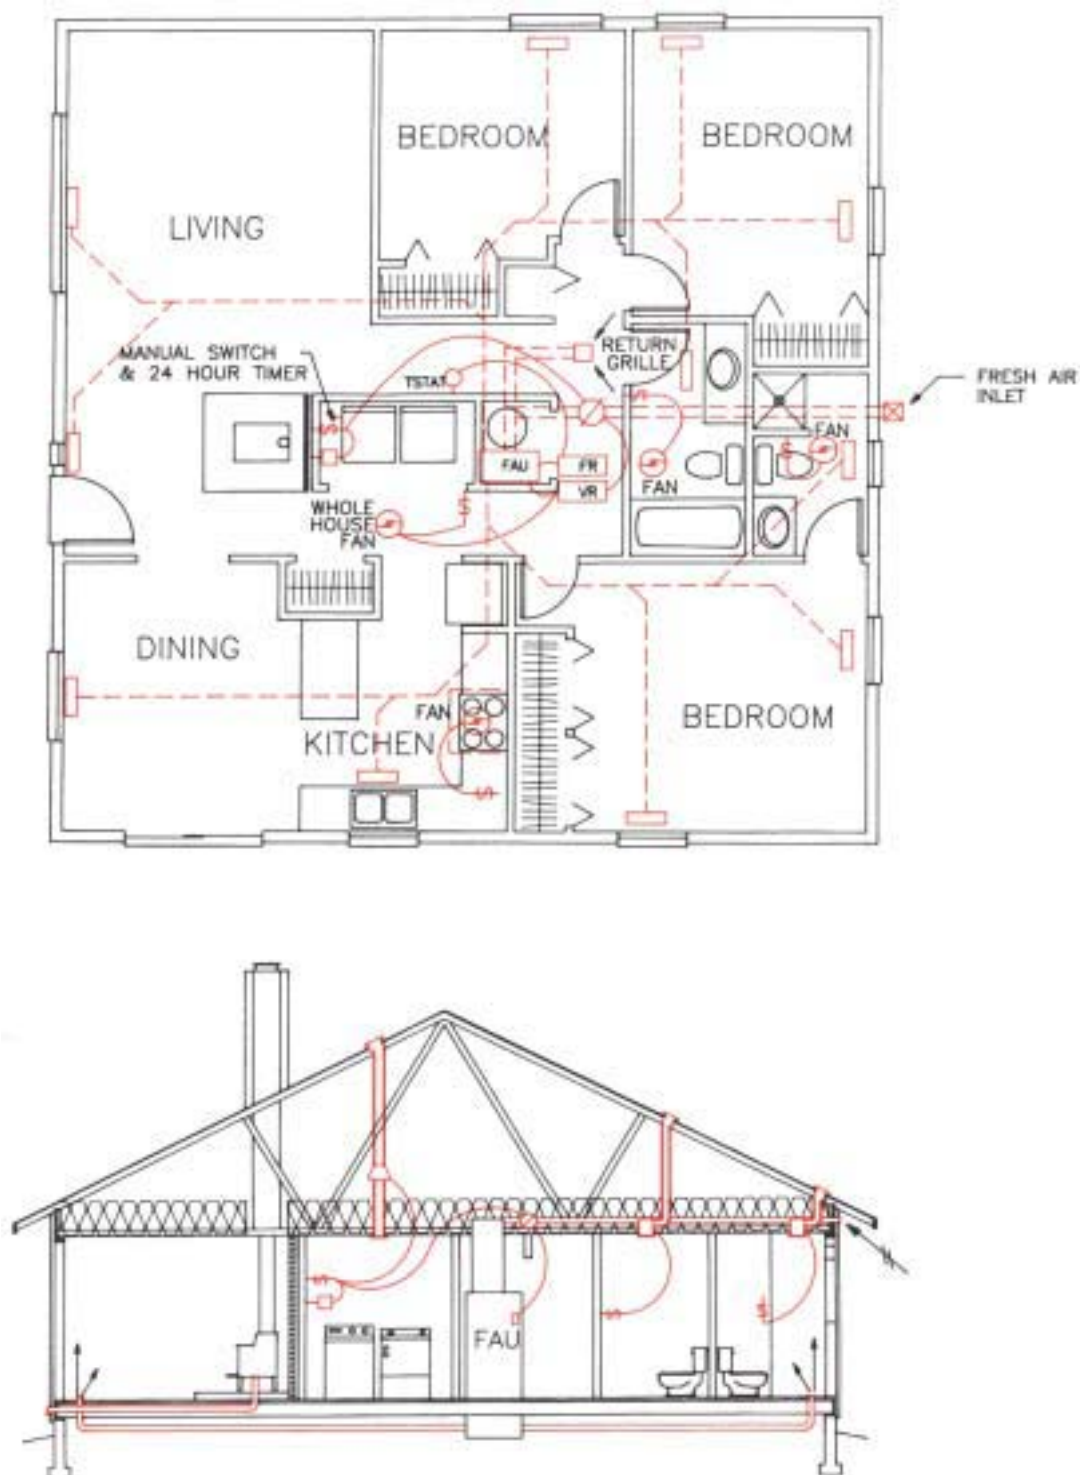 BEDROOM
BEDROOM
LIVING
MANUAL SWITCH
& 24 HOUR TIMER
TSTAT
RETURN
GRILLE
FRESH AIR
INLET
FAN
FAU
FR
VR
FAN
WHOLE
HOUSE
FAN
DINING
FAN
KITCHEN
BEDROOM
FAU